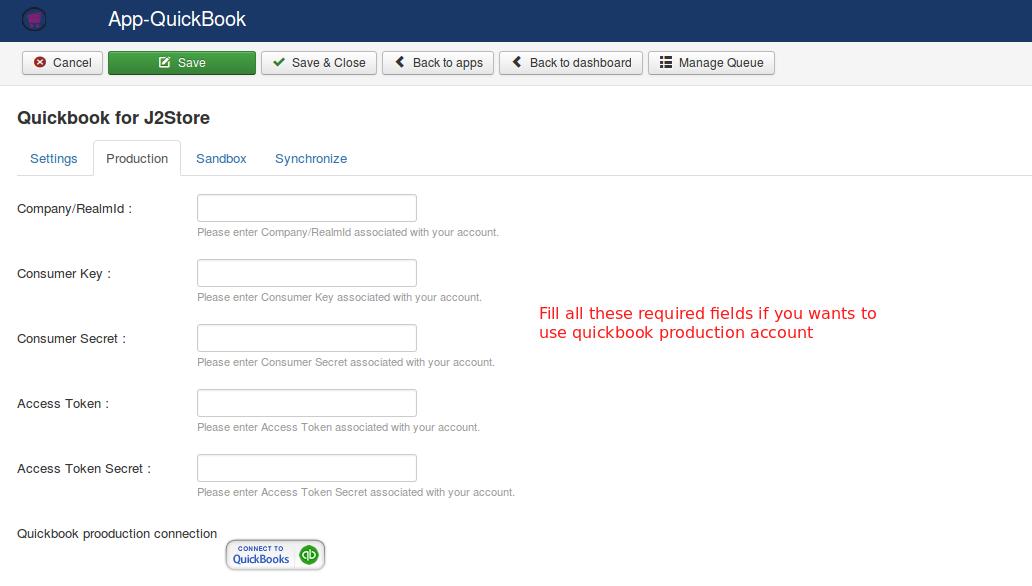 App-QuickBook
Cancel Save Save & Close Back to apps Back to dashboard Manage Queue
Quickbook for J2Store
Settings Production Sandbox Synchronize
Company/RealmId :
Please enter Company/RealmId associated with your account.
Consumer Key :
Please enter Consumer Key associated with your account.
Fill all these required fields if you wants to
use quickbook production account
Consumer Secret :
Please enter Consumer Secret associated with your account.
Access Token :
Please enter Access Token associated with your account.
Access Token Secret :
Please enter Access Token Secret associated with your account.
Quickbook prooduction connection
CONNECT TO
QuickBooks qb